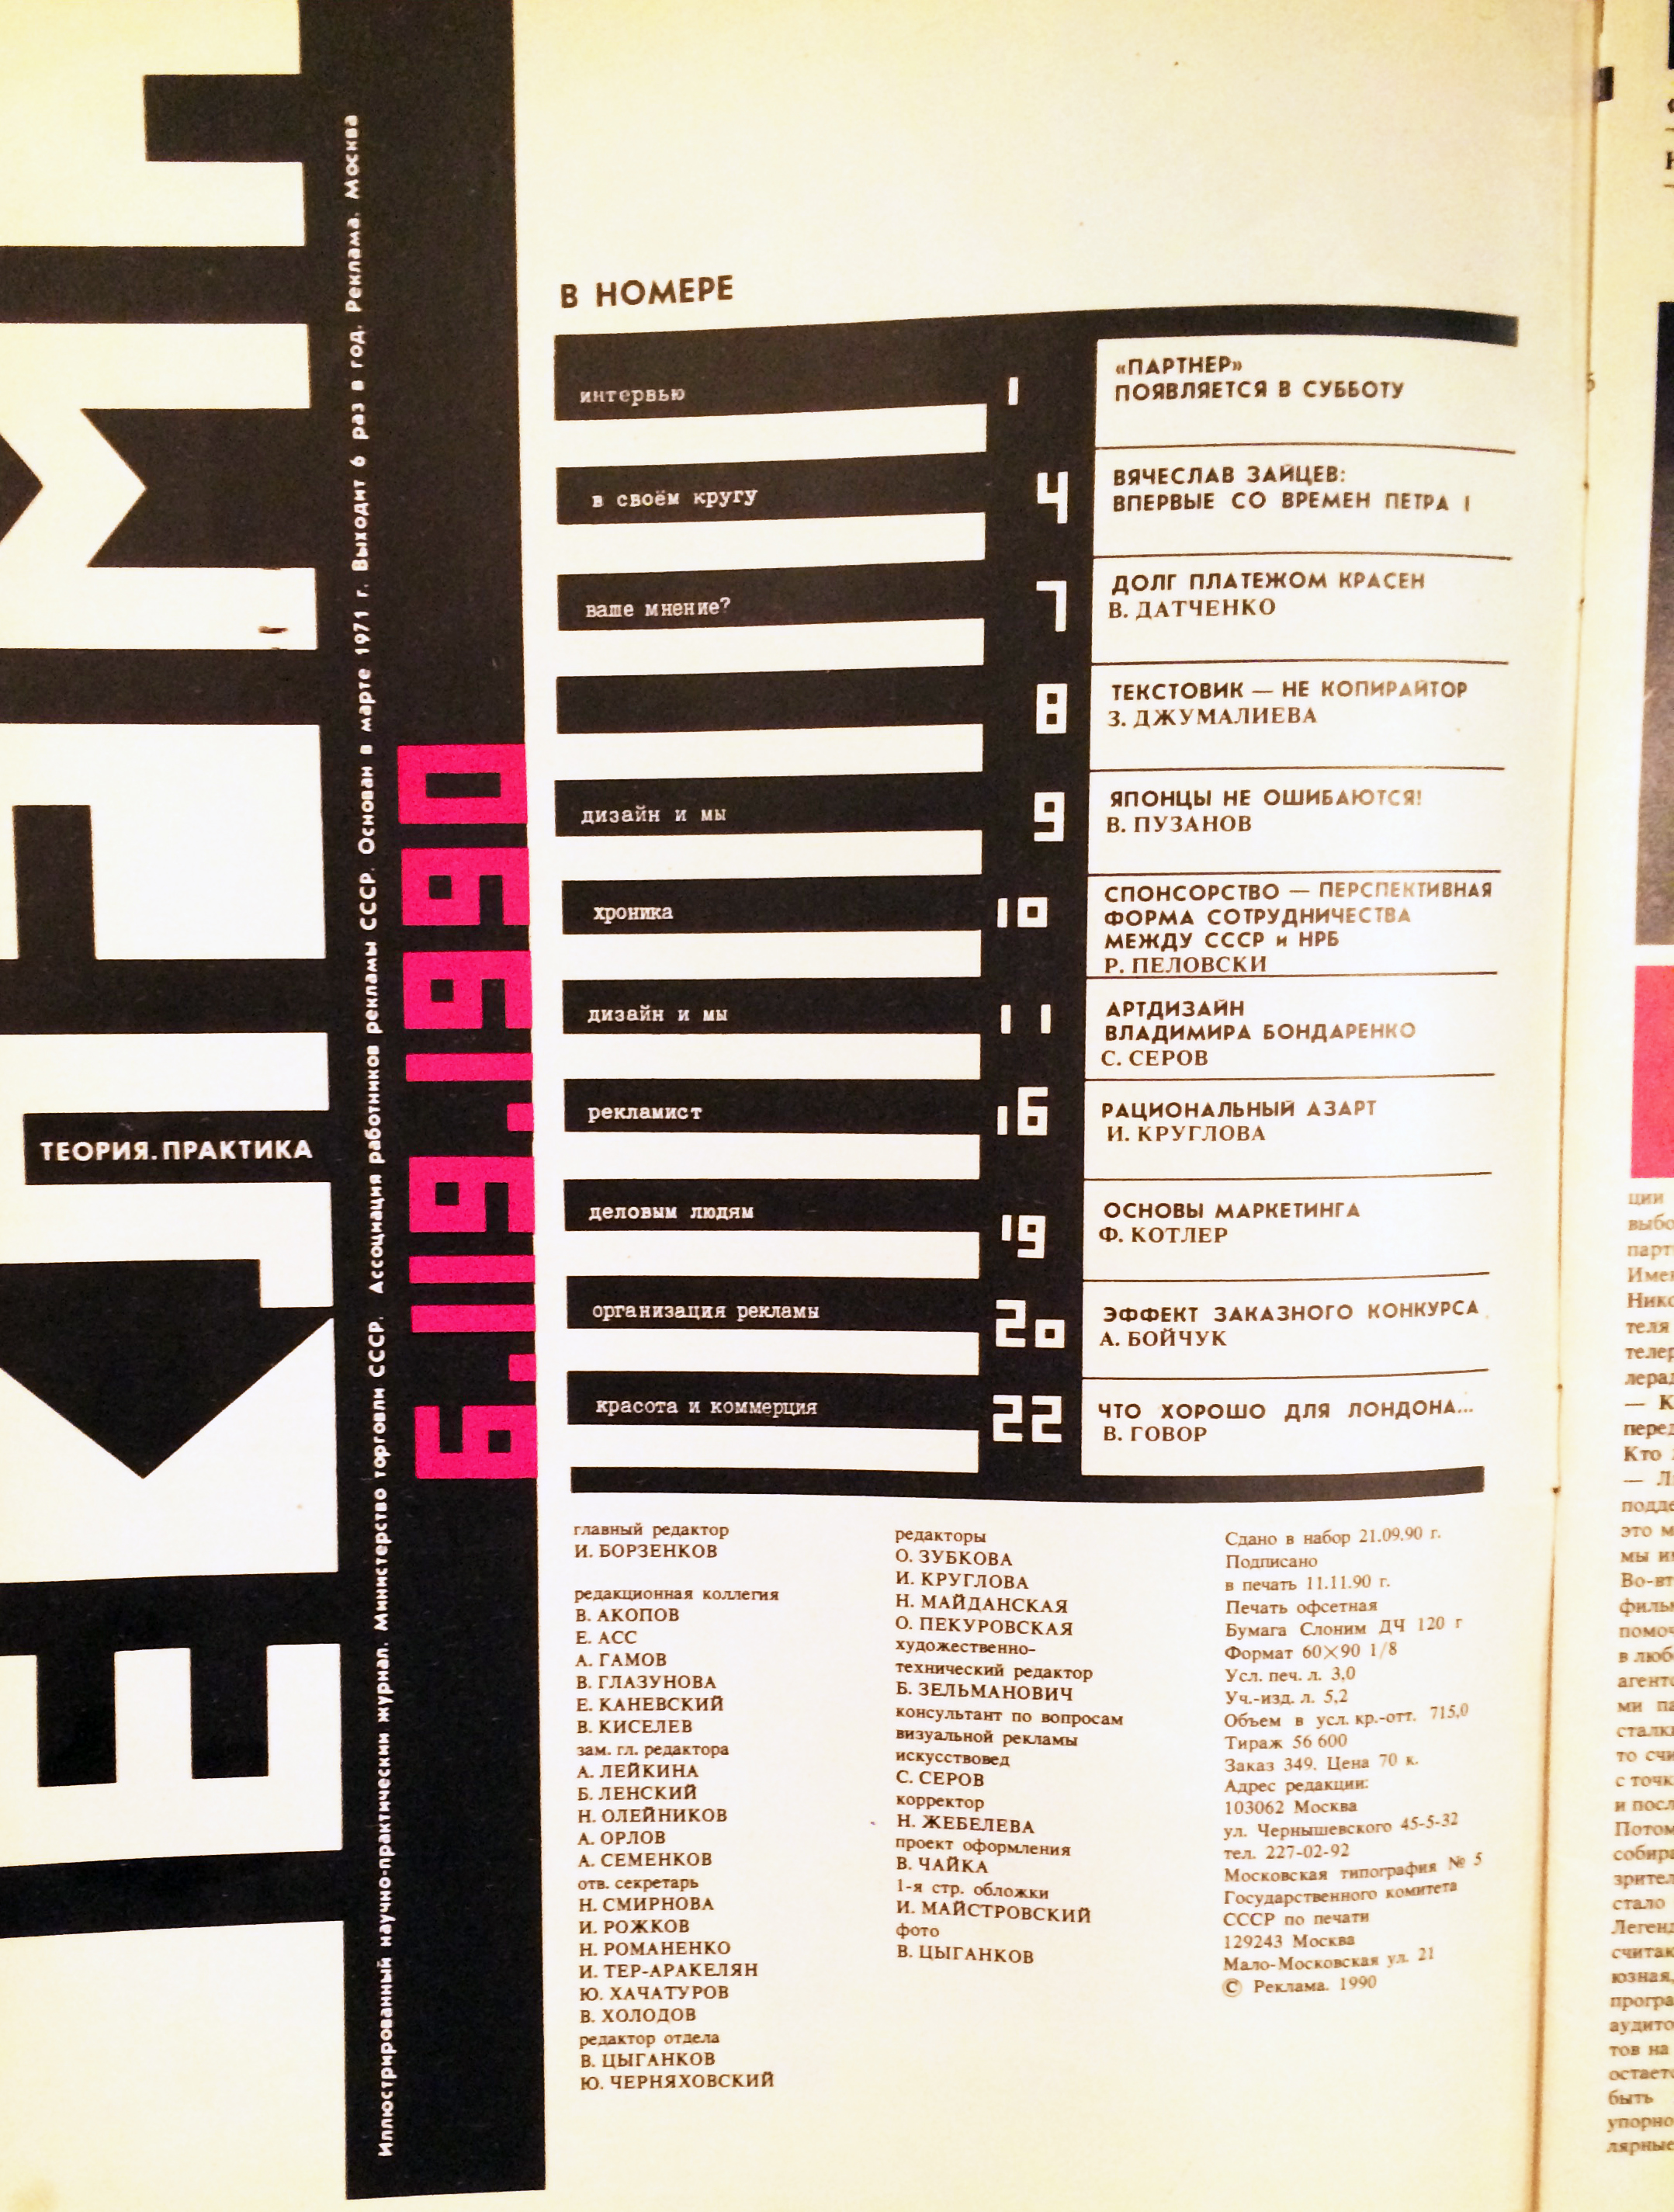 ТЕОРИЯ.ПРАКТИКА
Иллюстрированный научно-практический журнал. Министерство торговли СССР. Ассоциация работников рекламы СССР. Основан в марте 1971 г. Выходит 6 раз в год. Реклама. Москва
6.119.1990
В НОМЕРЕ
интервью 1 «ПАРТНЕР»
ПОЯВЛЯЕТСЯ В СУББОТУ
в своём кругу 4 ВЯЧЕСЛАВ ЗАЙЦЕВ:
ВПЕРВЫЕ СО ВРЕМЕН ПЕТРА I
ваше мнение? 7 ДОЛГ ПЛАТЕЖОМ КРАСЕН
В. ДАТЧЕНКО
8 ТЕКСТОВИК — НЕ КОПИРАЙТОР
З. ДЖУМАЛИЕВА
дизайн и мы 9 ЯПОНЦЫ НЕ ОШИБАЮТСЯ!
В. ПУЗАНОВ
хроника 10 СПОНСОРСТВО — ПЕРСПЕКТИВНАЯ
ФОРМА СОТРУДНИЧЕСТВА
МЕЖДУ СССР и НРБ
Р. ПЕЛОВСКИ
дизайн и мы 11 АРТДИЗАЙН
ВЛАДИМИРА БОНДАРЕНКО
С. СЕРОВ
рекламист 16 РАЦИОНАЛЬНЫЙ АЗАРТ
И. КРУГЛОВА
деловым людям 19 ОСНОВЫ МАРКЕТИНГА
Ф. КОТЛЕР
организация рекламы 20 ЭФФЕКТ ЗАКАЗНОГО КОНКУРСА
А. БОЙЧУК
красота и коммерция 22 ЧТО ХОРОШО ДЛЯ ЛОНДОНА...
В. ГОВОР
главный редактор
И. БОРЗЕНКОВ
редакционная коллегия
В. АКОПОВ
Е. АСС
А. ГАМОВ
В. ГЛАЗУНОВА
Е. КАНЕВСКИЙ
В. КИСЕЛЕВ
зам. гл. редактора
А. ЛЕЙКИНА
Б. ЛЕНСКИЙ
Н. ОЛЕЙНИКОВ
А. ОРЛОВ
А. СЕМЕНКОВ
отв. секретарь
Н. СМИРНОВА
И. РОЖКОВ
Н. РОМАНЕНКО
И. ТЕР-АРАКЕЛЯН
Ю. ХАЧАТУРОВ
В. ХОЛОДОВ
редактор отдела
В. ЦЫГАНКОВ
Ю. ЧЕРНЯХОВСКИЙ
редакторы
О. ЗУБКОВА
И. КРУГЛОВА
Н. МАЙДАНСКАЯ
О. ПЕКУРОВСКАЯ
художественно-
технический редактор
Б. ЗЕЛЬМАНОВИЧ
консультант по вопросам
визуальной рекламы
искусствовед
С. СЕРОВ
корректор
Н. ЖЕБЕЛЕВА
проект оформления
В. ЧАЙКА
1-я стр. обложки
И. МАЙСТРОВСКИЙ
фото
В. ЦЫГАНКОВ
Сдано в набор 21.09.90 г.
Подписано
в печать 11.11.90 г.
Печать офсетная
Бумага Слоним ДЧ 120 г
Формат 60×90 1/8
Усл. печ. л. 3,0
Уч.-изд. л. 5,2
Объем в усл. кр.-отт. 715,0
Тираж 56 600
Заказ 349. Цена 70 к.
Адрес редакции:
103062 Москва
ул. Чернышевского 45-5-32
тел. 227-02-92
Московская типография № 5
Государственного комитета
СССР по печати
129243 Москва
Мало-Московская ул. 21
© Реклама. 1990